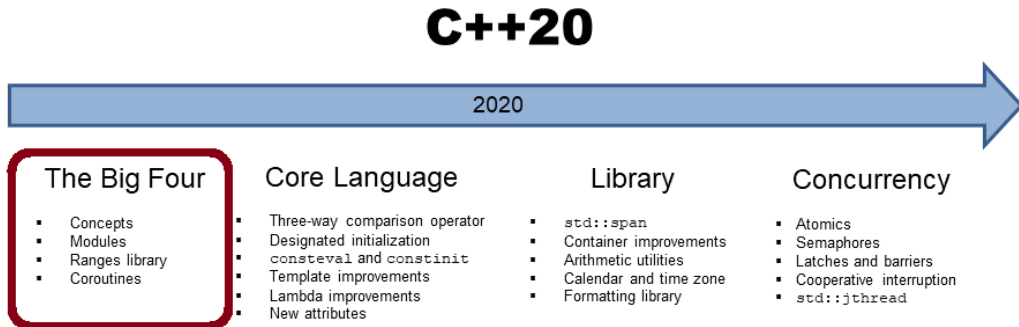 C++20
2020
The Big Four
▪ Concepts
▪ Modules
▪ Ranges library
▪ Coroutines
Core Language
▪ Three-way comparison operator
▪ Designated initialization
▪ consteval and constinit
▪ Template improvements
▪ Lambda improvements
▪ New attributes
Library
▪ std::span
▪ Container improvements
▪ Arithmetic utilities
▪ Calendar and time zone
▪ Formatting library
Concurrency
▪ Atomics
▪ Semaphores
▪ Latches and barriers
▪ Cooperative interruption
▪ std::jthread